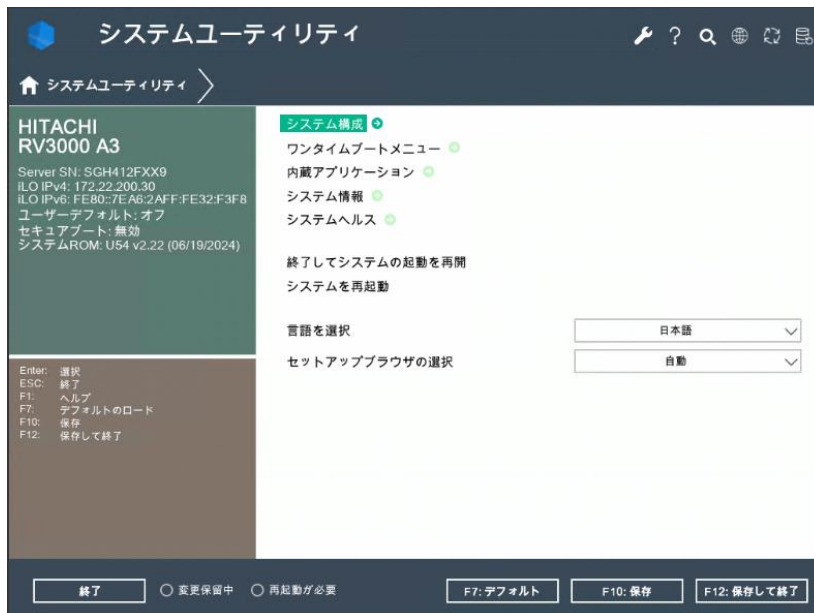 システムユーティリティ
?
システムユーティリティ
HITACHI
RV3000 A3
Server SN: SGH412FXX9
iLO IPv4: 172.22.200.30
iLO IPv6: FE80::7EA6:2AFF:FE32:F3F8
ユーザーデフォルト: オフ
セキュアブート: 無効
システムROM: U54 v2.22 (06/19/2024)
Enter: 選択
ESC: 終了
F1: ヘルプ
F7: デフォルトのロード
F10: 保存
F12: 保存して終了
システム構成
ワンタイムブートメニュー
内蔵アプリケーション
システム情報
システムヘルス
終了してシステムの起動を再開
システムを再起動
言語を選択 日本語
セットアップブラウザの選択 自動
終了 変更保留中 再起動が必要 F7: デフォルト F10: 保存 F12: 保存して終了